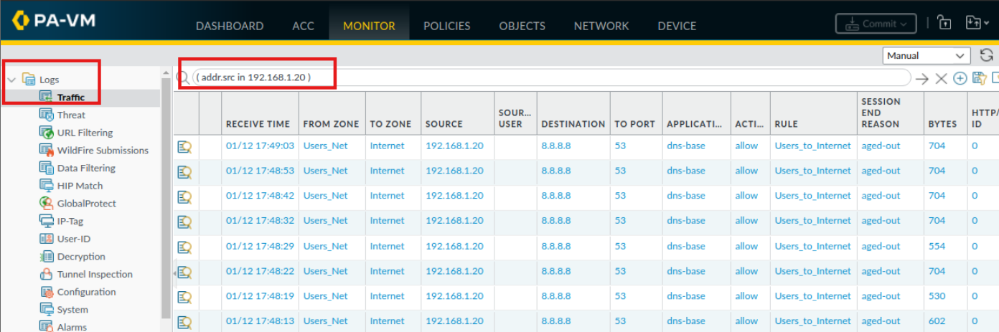 PA-VM
DASHBOARD ACC MONITOR POLICIES OBJECTS NETWORK DEVICE Commit
Manual
Logs
Traffic
Threat
URL Filtering
WildFire Submissions
Data Filtering
HIP Match
GlobalProtect
IP-Tag
User-ID
Decryption
Tunnel Inspection
Configuration
System
Alarms
( addr.src in 192.168.1.20 )
RECEIVE TIME FROM ZONE TO ZONE SOURCE SOUR... USER DESTINATION TO PORT APPLICATI... ACTI... RULE SESSION END REASON BYTES HTTP/ ID
01/12 17:49:03 Users_Net Internet 192.168.1.20 8.8.8.8 53 dns-base allow Users_to_Internet aged-out 704 0
01/12 17:48:53 Users_Net Internet 192.168.1.20 8.8.8.8 53 dns-base allow Users_to_Internet aged-out 704 0
01/12 17:48:42 Users_Net Internet 192.168.1.20 8.8.8.8 53 dns-base allow Users_to_Internet aged-out 704 0
01/12 17:48:32 Users_Net Internet 192.168.1.20 8.8.8.8 53 dns-base allow Users_to_Internet aged-out 704 0
01/12 17:48:29 Users_Net Internet 192.168.1.20 8.8.8.8 53 dns-base allow Users_to_Internet aged-out 554 0
01/12 17:48:22 Users_Net Internet 192.168.1.20 8.8.8.8 53 dns-base allow Users_to_Internet aged-out 704 0
01/12 17:48:19 Users_Net Internet 192.168.1.20 8.8.8.8 53 dns-base allow Users_to_Internet aged-out 530 0
01/12 17:48:13 Users_Net Internet 192.168.1.20 8.8.8.8 53 dns-base allow Users_to_Internet aged-out 602 0